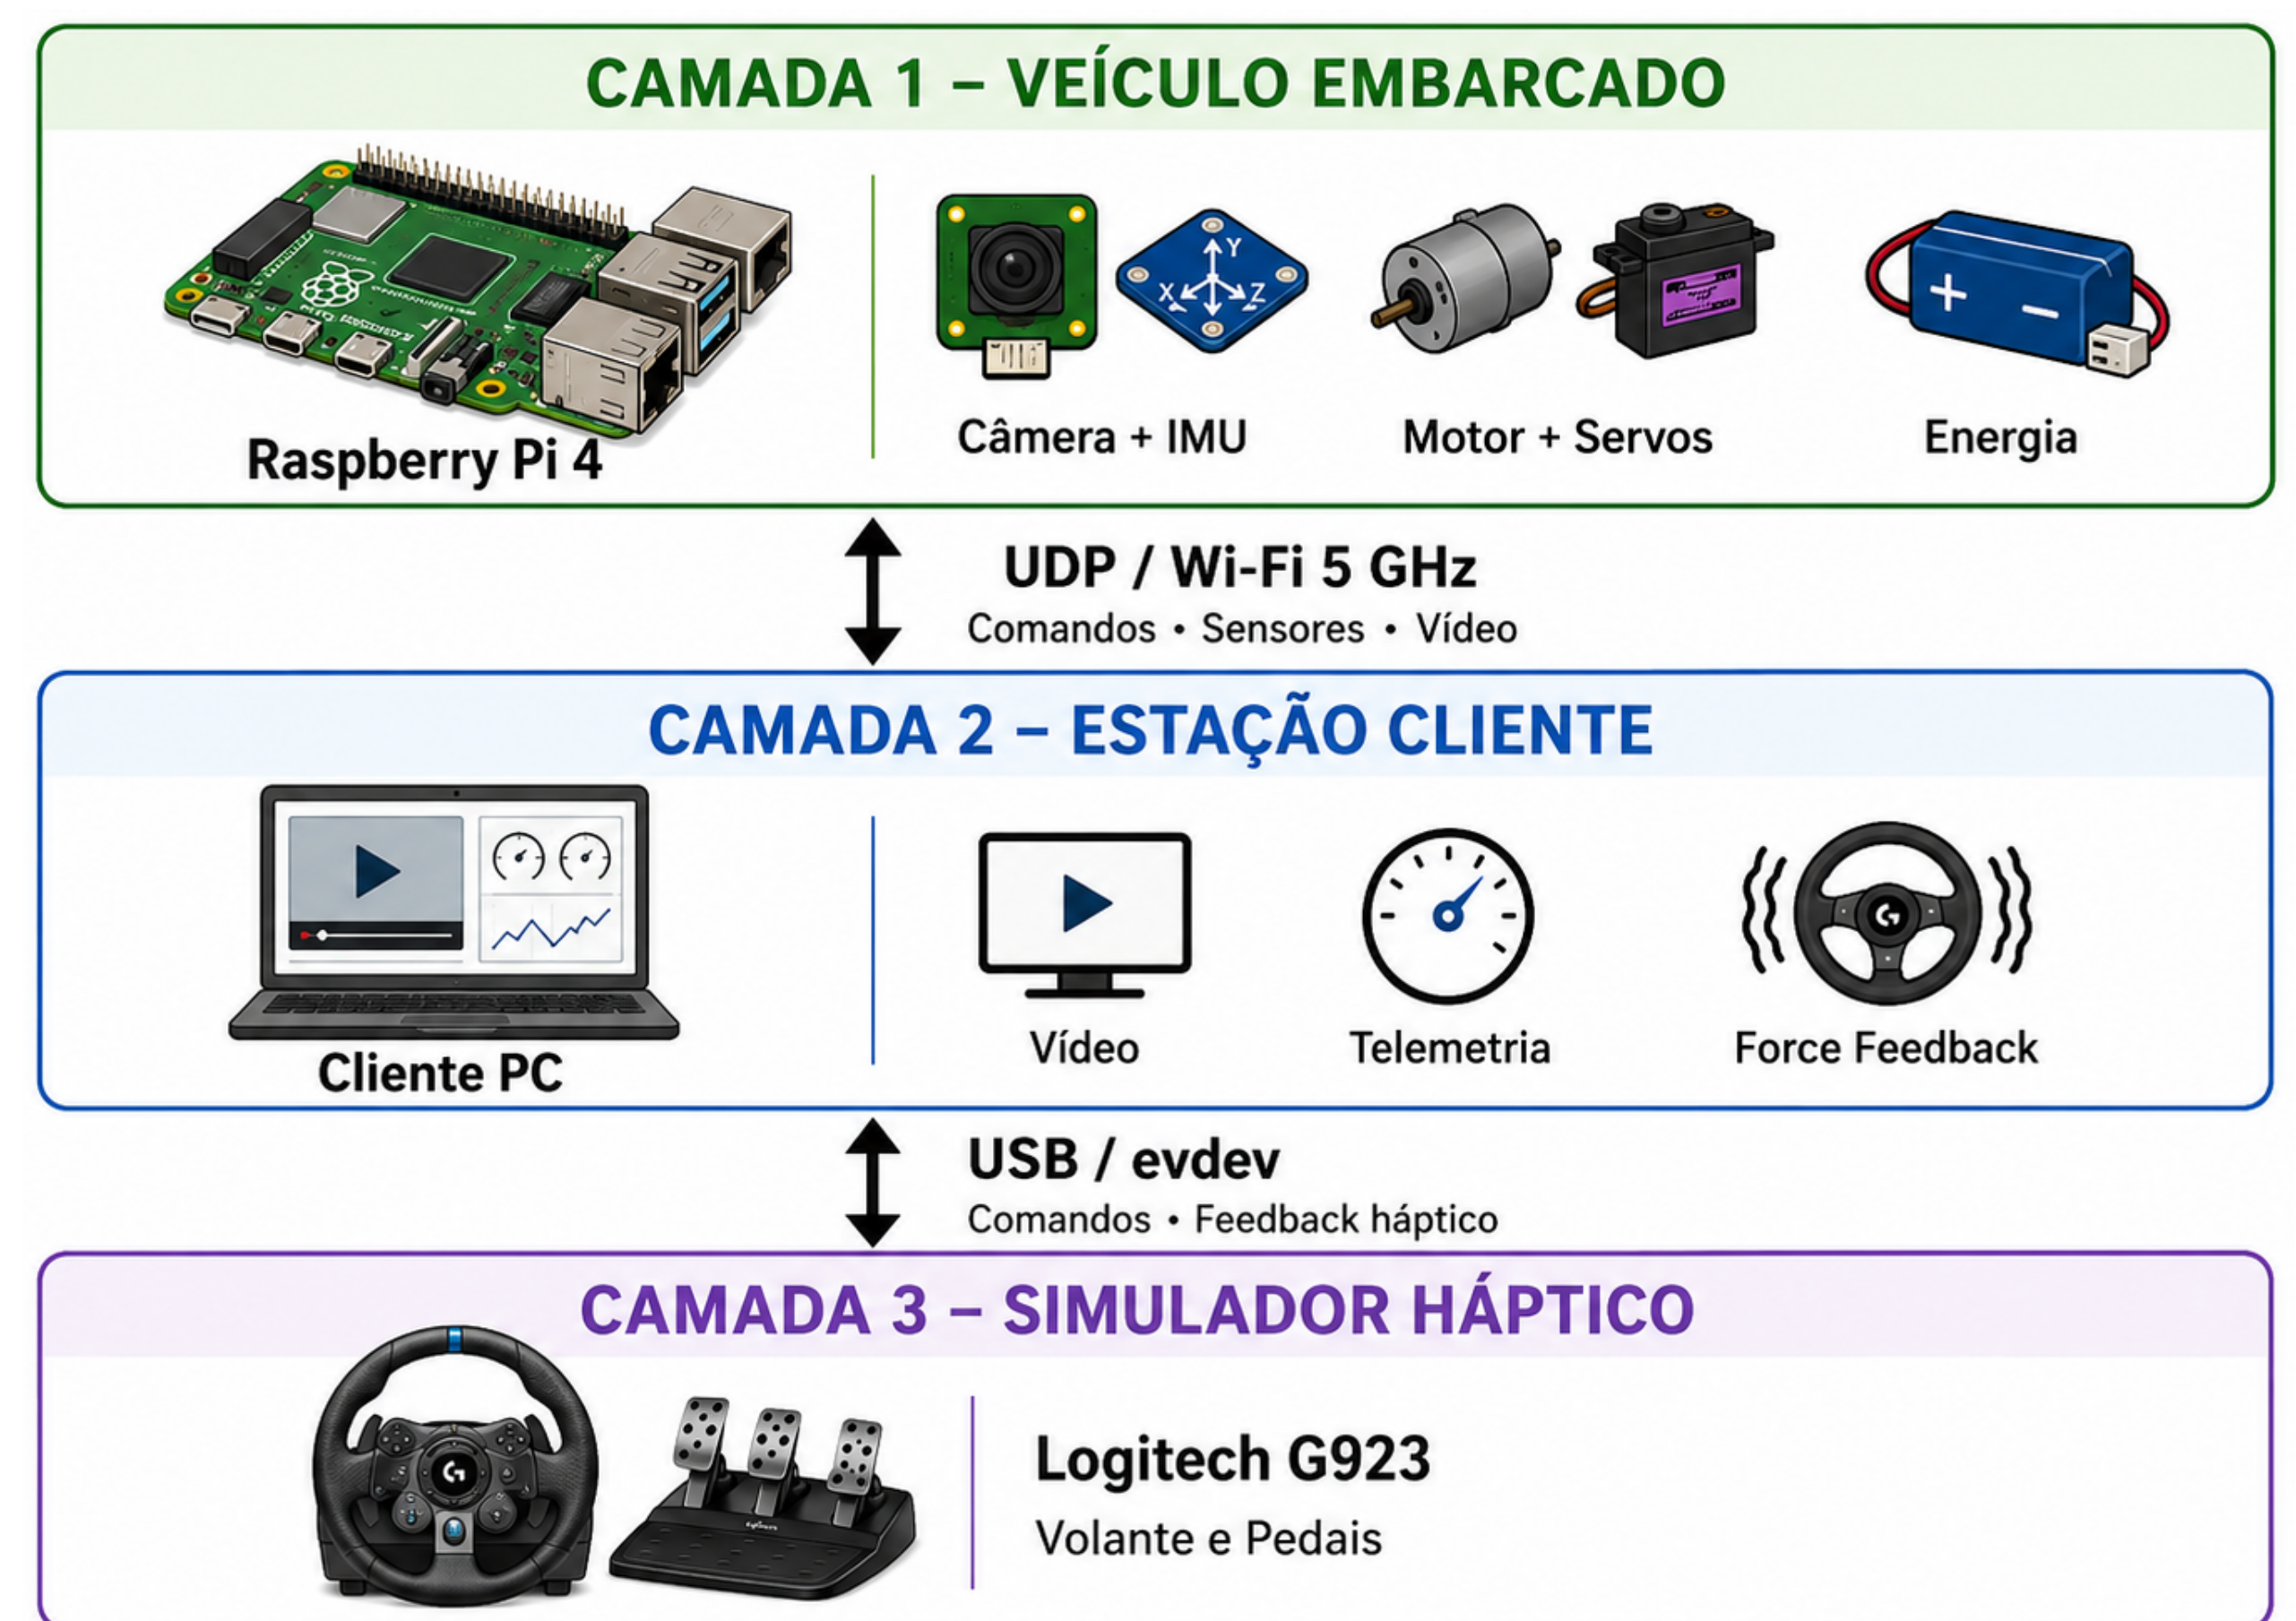 CAMADA 1 – VEÍCULO EMBARCADO
Raspberry Pi 4
Câmera + IMU
Motor + Servos
Energia
Y
X
Z
+
–
UDP / Wi-Fi 5 GHz
Comandos • Sensores • Vídeo
CAMADA 2 – ESTAÇÃO CLIENTE
Cliente PC
Vídeo
Telemetria
Force Feedback
USB / evdev
Comandos • Feedback háptico
CAMADA 3 – SIMULADOR HÁPTICO
Logitech G923
Volante e Pedais